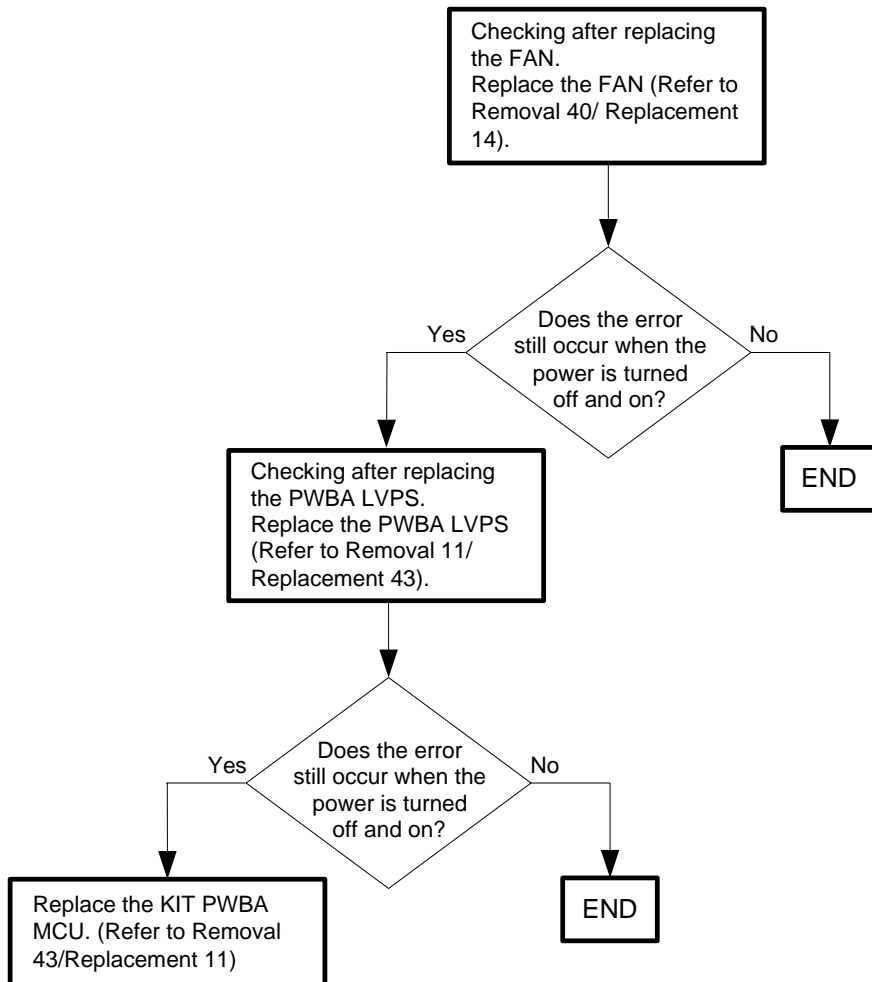 Checking after replacing
the FAN.
Replace the FAN (Refer to
Removal 40/ Replacement
14).
Does the error
still occur when the
power is turned
off and on?
Yes
No
END
Checking after replacing
the PWBA LVPS.
Replace the PWBA LVPS
(Refer to Removal 11/
Replacement 43).
Does the error
still occur when the
power is turned
off and on?
Yes
No
END
Replace the KIT PWBA
MCU. (Refer to Removal
43/Replacement 11)